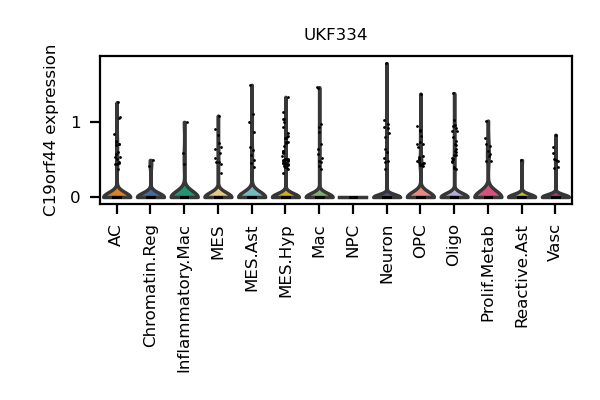 UKF334
C19orf44 expression
1
0
AC
Chromatin.Reg
Inflammatory.Mac
MES
MES.Ast
MES.Hyp
Mac
NPC
Neuron
OPC
Oligo
Prolif.Metab
Reactive.Ast
Vasc